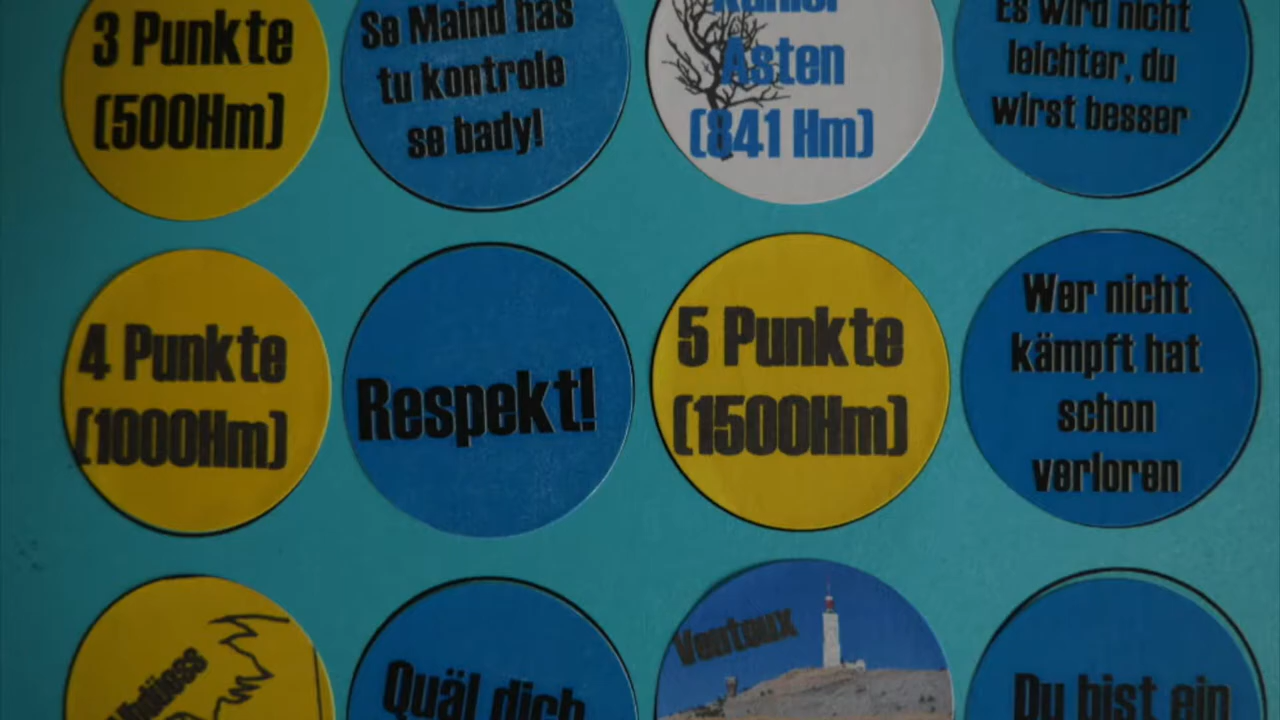 3 Punkte
(500Hm)
Se Maind has
tu kontrole
se bady!
Asten
(841 Hm)
Es wird nicht
leichter, du
wirst besser
4 Punkte
(1000Hm)
Respekt!
5 Punkte
(1500Hm)
Wer nicht
kämpft hat
schon
verloren
Quäl dich
Ventoux
Du bist ein